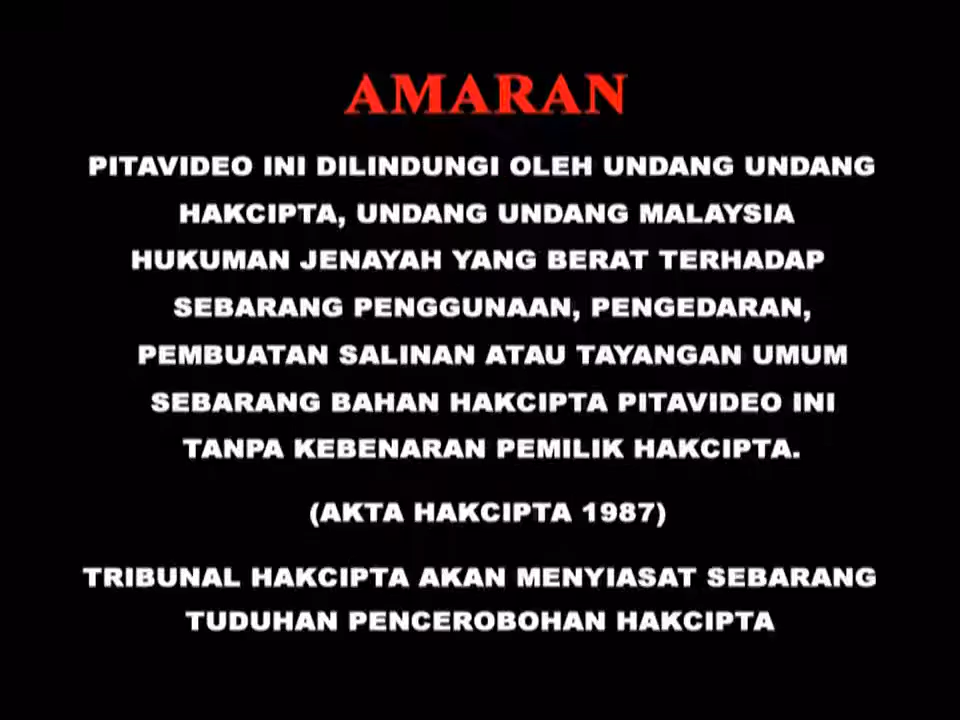 AMARAN
PITAVIDEO INI DILINDUNGI OLEH UNDANG UNDANG
HAKCIPTA, UNDANG UNDANG MALAYSIA
HUKUMAN JENAYAH YANG BERAT TERHADAP
SEBARANG PENGGUNAAN, PENGEDARAN,
PEMBUATAN SALINAN ATAU TAYANGAN UMUM
SEBARANG BAHAN HAKCIPTA PITAVIDEO INI
TANPA KEBENARAN PEMILIK HAKCIPTA.
(AKTA HAKCIPTA 1987)
TRIBUNAL HAKCIPTA AKAN MENYIASAT SEBARANG
TUDUHAN PENCEROBOHAN HAKCIPTA